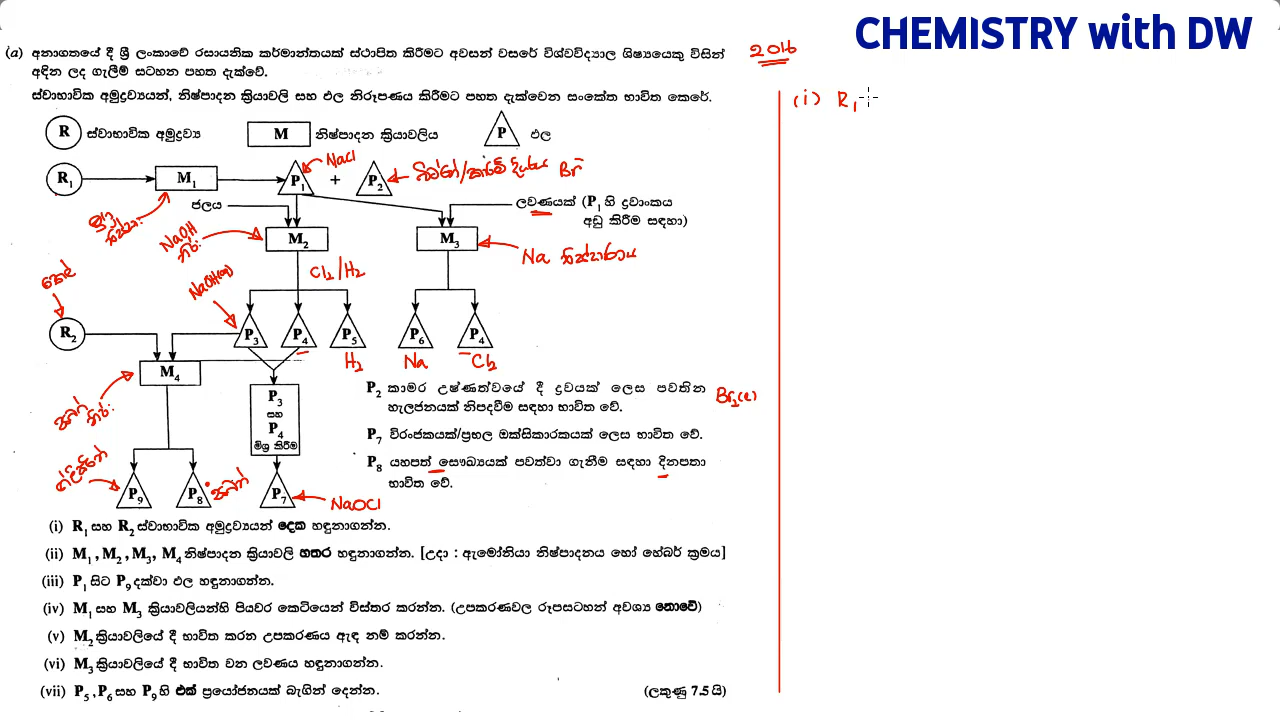 CHEMISTRY with DW
(a) අනාගතයේ දී ශ්‍රී ලංකාවේ රසායනික කර්මාන්තයක් ස්ථාපිත කිරීමට අවසන් වසරේ විශ්වවිද්‍යාල ශිෂ්‍යයෙකු විසින්
අඳින ලද ගැලීම් සටහන පහත දැක්වේ.
2016
ස්වාභාවික අමුද්‍රව්‍යයන්, නිෂ්පාදන ක්‍රියාවලි සහ ඵල නිරූපණය කිරීමට පහත දැක්වෙන සංකේත භාවිත කෙරේ.
(i) R₁
R ස්වාභාවික අමුද්‍රව්‍ය M නිෂ්පාදන ක්‍රියාවලිය P ඵල
NaCl
R₁ M₁ P₁ + P₂ Br⁻
ජලය
ලවණයක් (P₁ හි ද්‍රවාංකය
අඩු කිරීම සඳහා)
NaOH
M₂ M₃
Na නිස්සාරණය
Cl₂/H₂
NaOH(aq)
පොල්
R₂ P₃ P₄ P₅ P₆ P₄
H₂ Na Cl₂
M₄
P₃
සහ
P₄
මිශ්‍ර කිරීම
P₂ කාමර උෂ්ණත්වයේ දී ද්‍රවයක් ලෙස පවතින
හැලජනයක් නිපදවීම සඳහා භාවිත වේ.
Br₂(l)
P₇ විරංජකයක්/ප්‍රභල ඔක්සිකාරකයක් ලෙස භාවිත වේ.
P₈ යහපත් සෞඛ්‍යයක් පවත්වා ගැනීම සඳහා දිනපතා
භාවිත වේ.
P₉ P₈ සබන් P₇ NaOCl
(i) R₁ සහ R₂ ස්වාභාවික අමුද්‍රව්‍යයන් දෙක හඳුනාගන්න.
(ii) M₁, M₂, M₃, M₄ නිෂ්පාදන ක්‍රියාවලි හතර හඳුනාගන්න. [උදා : ඇමෝනියා නිෂ්පාදනය හෝ හේබර් ක්‍රමය]
(iii) P₁ සිට P₉ දක්වා ඵල හඳුනාගන්න.
(iv) M₁ සහ M₃ ක්‍රියාවලියන්හි පියවර කෙටියෙන් විස්තර කරන්න. (උපකරණවල රූපසටහන් අවශ්‍ය නොවේ)
(v) M₂ ක්‍රියාවලියේ දී භාවිත කරන උපකරණය ඇඳ නම් කරන්න.
(vi) M₃ ක්‍රියාවලියේ දී භාවිත වන ලවණය හඳුනාගන්න.
(vii) P₅, P₆ සහ P₉ හි එක් ප්‍රයෝජනයක් බැගින් දෙන්න.
(ලකුණු 7.5 යි)